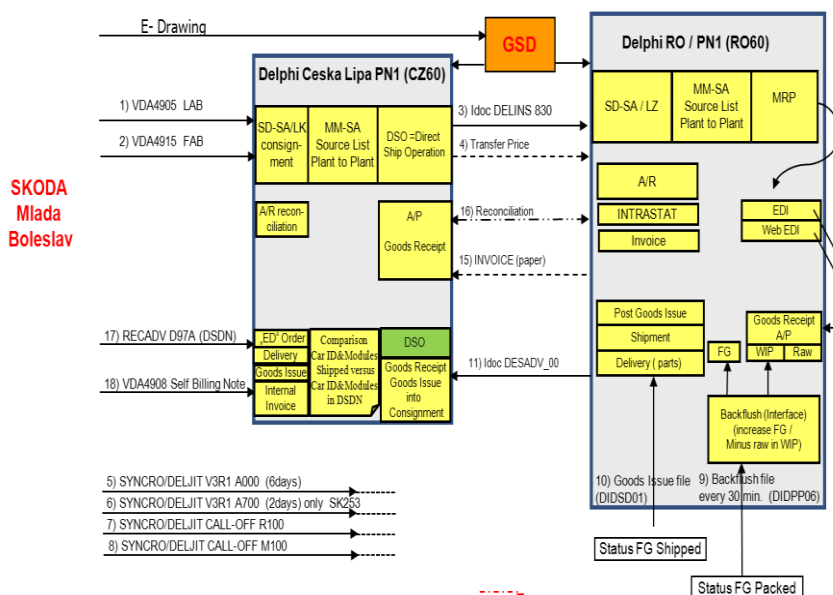 E- Drawing
GSD
Delphi Ceska Lipa PN1 (CZ60)
Delphi RO / PN1 (RO60)
1) VDA4905 LAB
2) VDA4915 FAB
SD-SA/LK
consign-
ment
MM-SA
Source List
Plant to Plant
DSO =Direct
Ship Operation
3) Idoc DELINS 830
4) Transfer Price
SD-SA / LZ
MM-SA
Source List
Plant to Plant
MRP
SKODA
Mlada
Boleslav
A/R recon-
ciliation
A/P
Goods Receipt
16) Reconciliation
15) INVOICE (paper)
A/R
INTRASTAT
Invoice
EDI
Web EDI
17) RECADV D97A (DSDN)
18) VDA4908 Self Billing Note
„ED“ Order
Delivery
Goods Issue
Internal
Invoice
Comparison
Car ID&Modules
Shipped versus
Car ID&Modules
in DSDN
DSO
Goods Receipt
Goods Issue
into
Consignment
11) Idoc DESADV_00
Post Goods Issue
Shipment
Delivery ( parts)
FG
Goods Receipt
A/P
WIP
Raw
Backflush (Interface)
(increase FG /
Minus raw in WIP)
5) SYNCRO/DELJIT V3R1 A000 (6days)
6) SYNCRO/DELJIT V3R1 A700 (2days) only SK253
7) SYNCRO/DELJIT CALL-OFF R100
8) SYNCRO/DELJIT CALL-OFF M100
10) Goods Issue file
(DIDSD01)
9) Backflush file
every 30 min. (DIDPP06)
Status FG Shipped
Status FG Packed